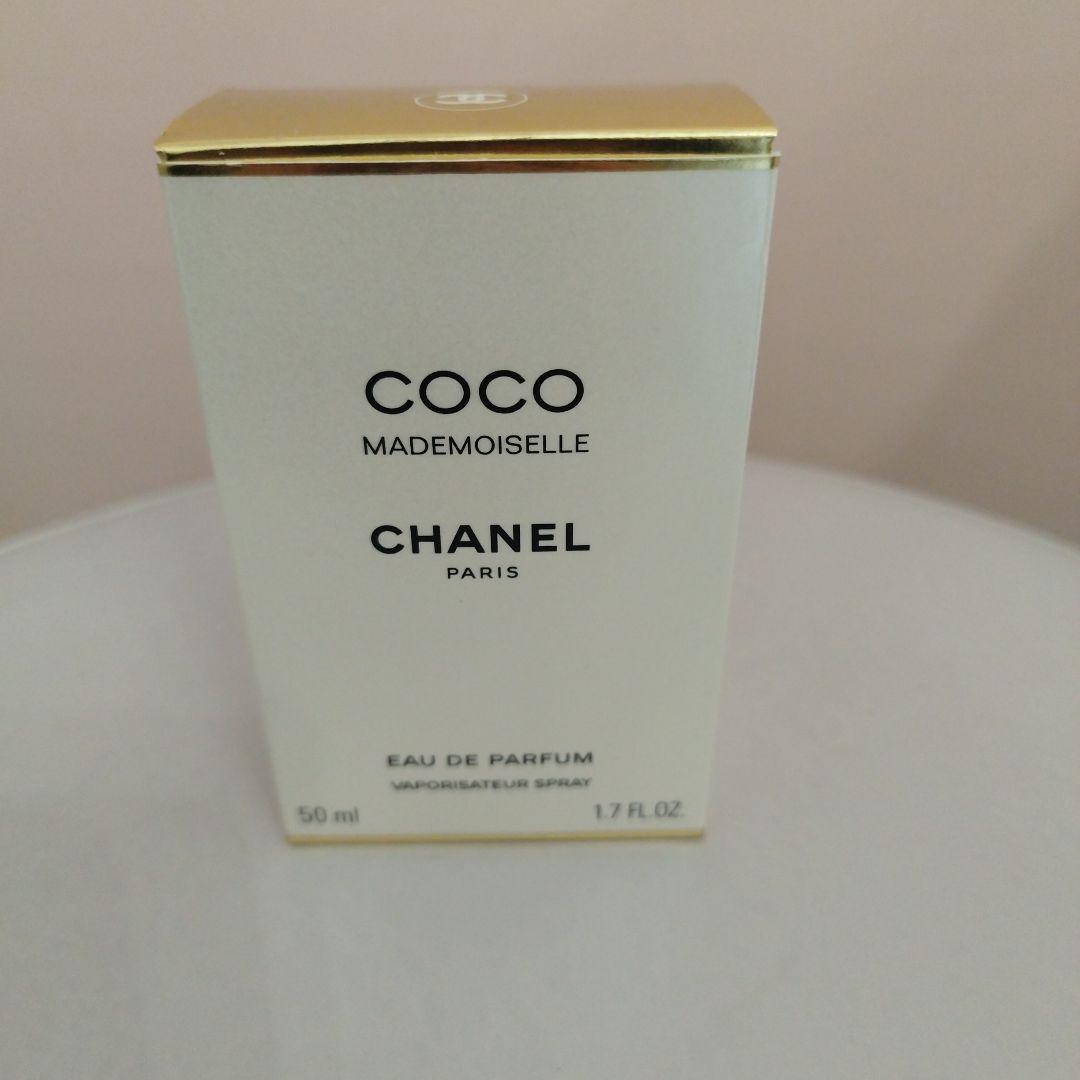 COCO
MADEMOISELLE
CHANEL
PARIS
EAU DE PARFUM
VAPORISATEUR SPRAY
50 ml 1.7 FL.OZ.